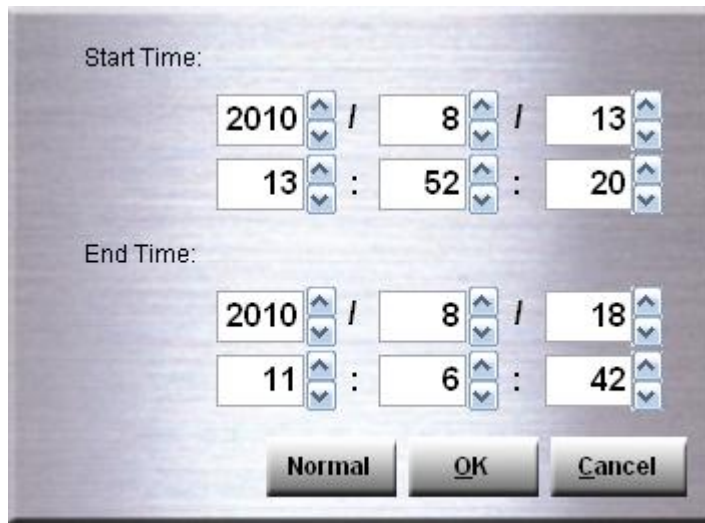 Start Time:
2010 / 8 / 13
13 : 52 : 20
End Time:
2010 / 8 / 18
11 : 6 : 42
Normal OK Cancel